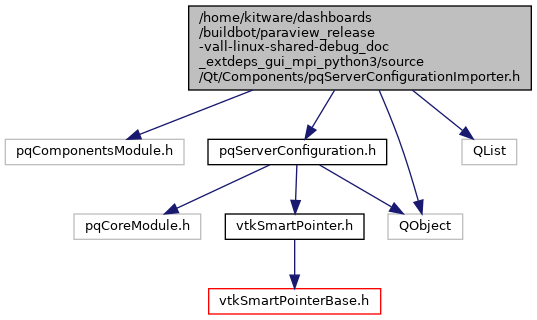 /home/kitware/dashboards
/buildbot/paraview_release
-vall-linux-shared-debug_doc
_extdeps_gui_mpi_python3/source
/Qt/Components/pqServerConfigurationImporter.h
pqComponentsModule.h
pqServerConfiguration.h
QList
pqCoreModule.h
vtkSmartPointer.h
QObject
vtkSmartPointerBase.h